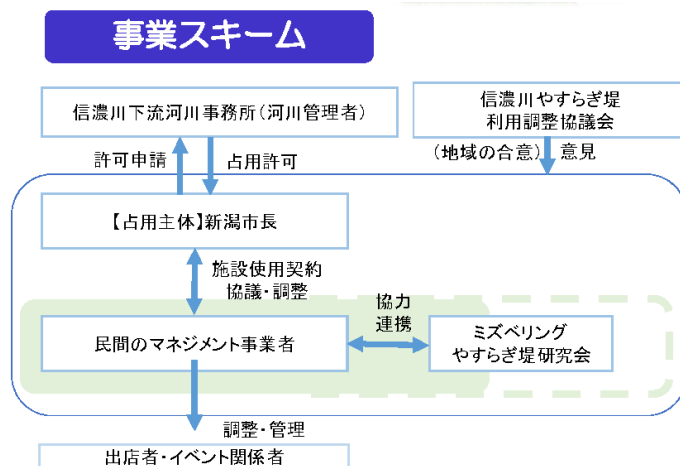 事業スキーム
信濃川下流河川事務所(河川管理者)
信濃川やすらぎ堤
利用調整協議会
許可申請
占用許可
(地域の合意)
意見
【占用主体】新潟市長
施設使用契約
協議・調整
協力
連携
民間のマネジメント事業者
ミズベリング
やすらぎ堤研究会
調整・管理
出店者・イベント関係者